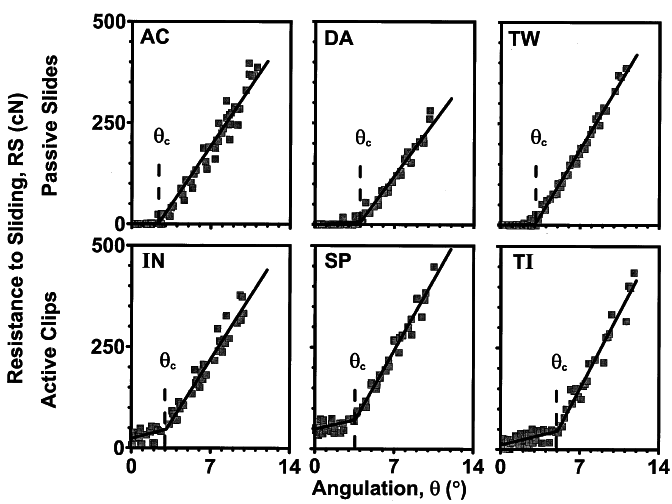 Resistance to Sliding, RS (cN)
Passive Slides
Active Clips
500
250
0
AC
θc
DA
θc
TW
θc
500
250
0
IN
θc
SP
θc
TI
θc
0 7 14
0 7 14
0 7 14
Angulation, θ (°)